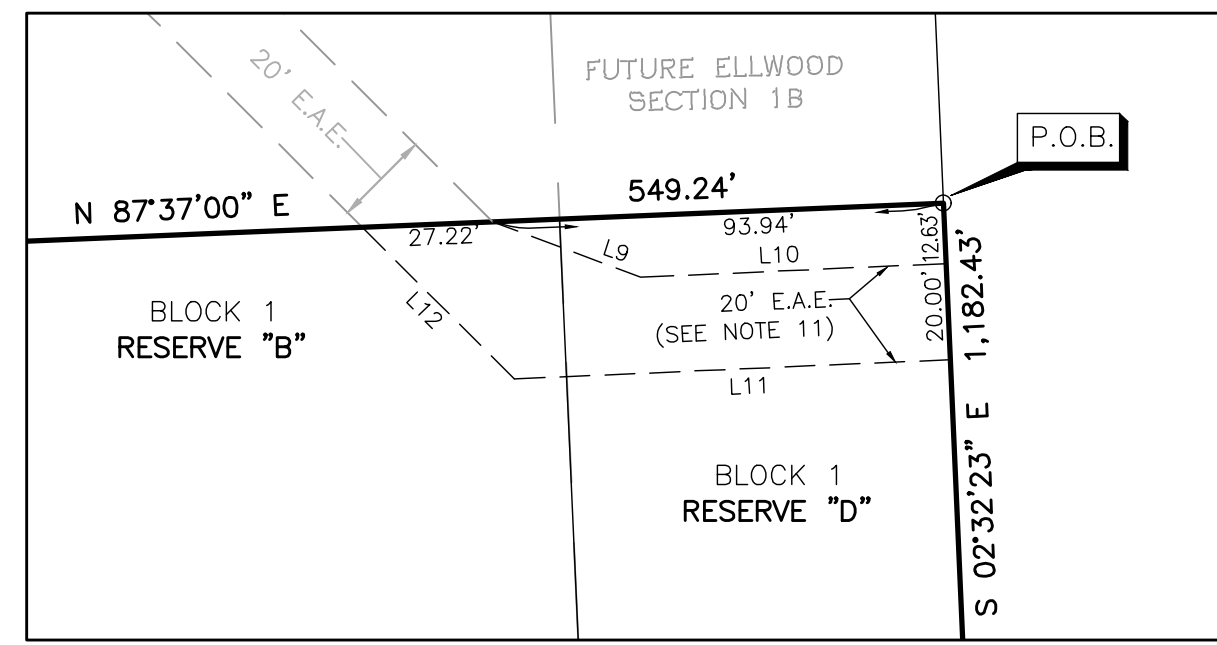 20' E.A.E.
FUTURE ELLWOOD
SECTION 1B
P.O.B.
N 87°37'00" E
549.24'
27.22'
93.94'
12.63'
L9
L10
20' E.A.E.
(SEE NOTE 11)
20.00'
1,182.43'
L12
BLOCK 1
RESERVE "B"
L11
BLOCK 1
RESERVE "D"
S 02°32'23" E